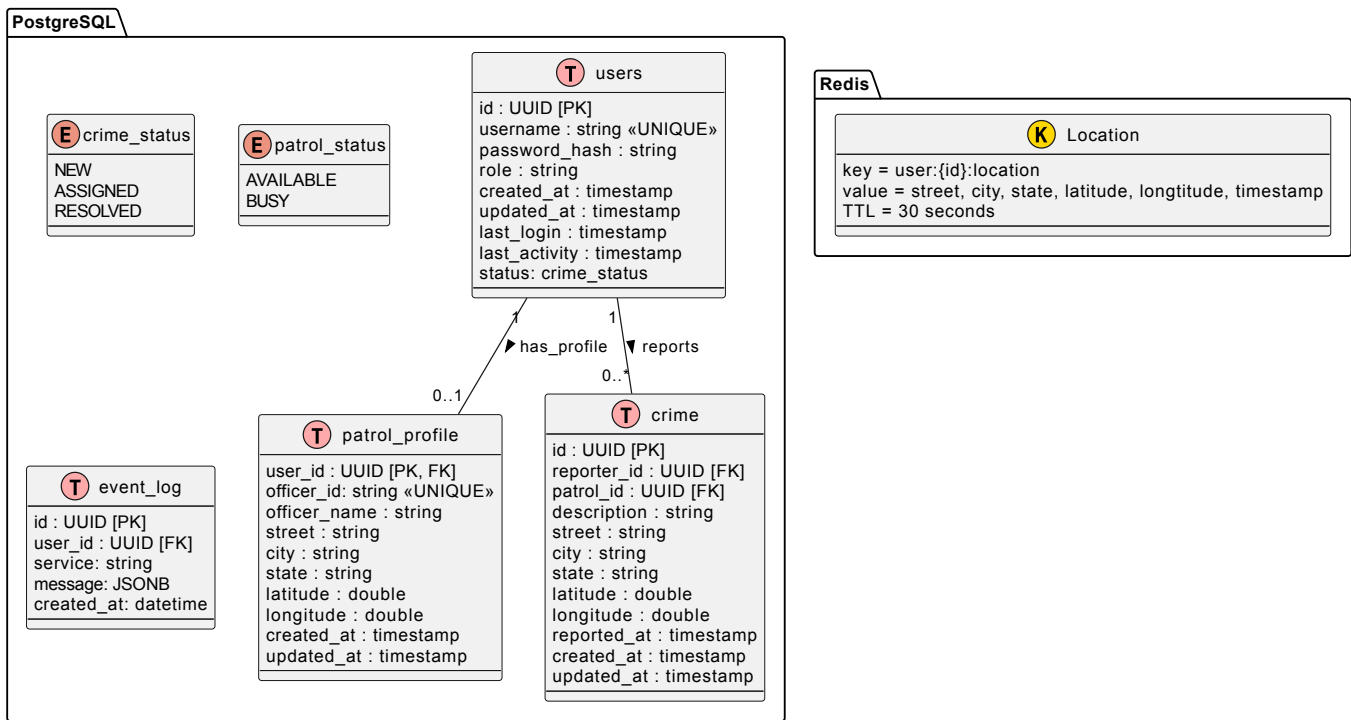 PostgreSQL
E crime_status
NEW
ASSIGNED
RESOLVED
E patrol_status
AVAILABLE
BUSY
T users
id : UUID [PK]
username : string «UNIQUE»
password_hash : string
role : string
created_at : timestamp
updated_at : timestamp
last_login : timestamp
last_activity : timestamp
status: crime_status
Redis
K Location
key = user:{id}:location
value = street, city, state, latitude, longtitude, timestamp
TTL = 30 seconds
1
has_profile
0..1
1
reports
0..*
T event_log
id : UUID [PK]
user_id : UUID [FK]
service: string
message: JSONB
created_at: datetime
T patrol_profile
user_id : UUID [PK, FK]
officer_id: string «UNIQUE»
officer_name : string
street : string
city : string
state : string
latitude : double
longitude : double
created_at : timestamp
updated_at : timestamp
T crime
id : UUID [PK]
reporter_id : UUID [FK]
patrol_id : UUID [FK]
description : string
street : string
city : string
state : string
latitude : double
longitude : double
reported_at : timestamp
created_at : timestamp
updated_at : timestamp